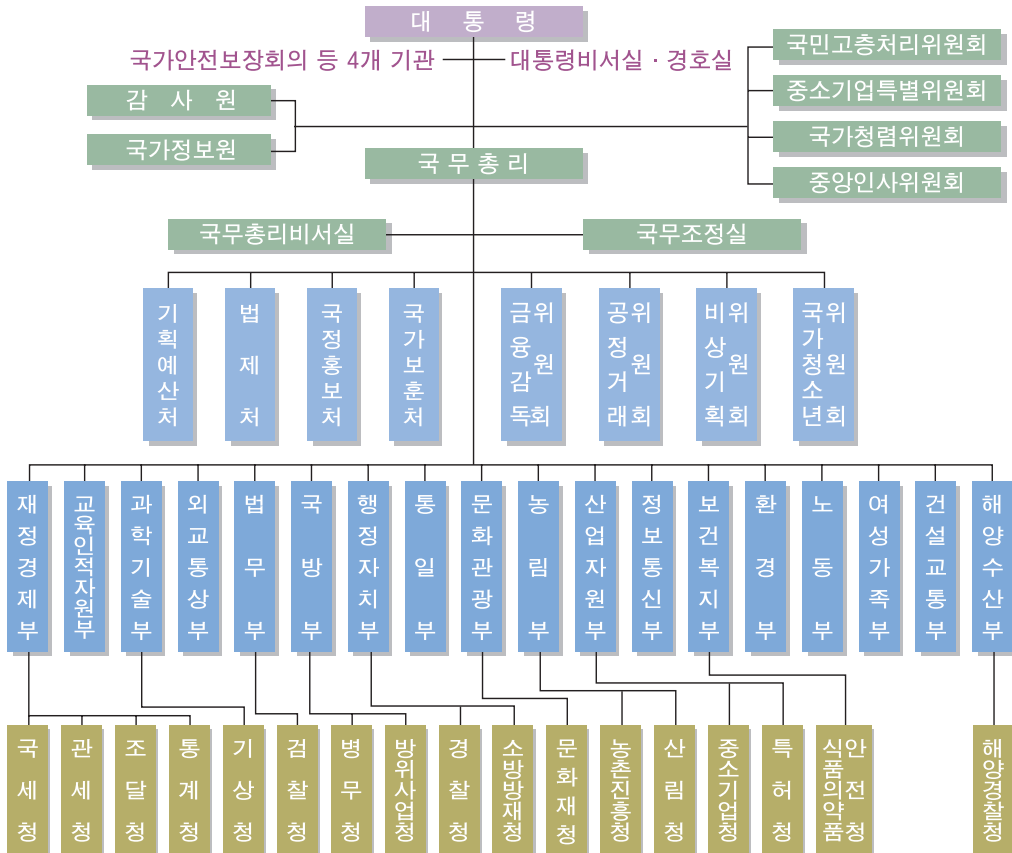 대 통 령
국가안전보장회의 등 4개 기관
대통령비서실 · 경호실
국민고충처리위원회
중소기업특별위원회
국가청렴위원회
중앙인사위원회
감 사 원
국가정보원
국무총리
국무총리비서실
국무조정실
기획예산처
법제처
국정홍보처
국가보훈처
금융감독위원회
공정거래위원회
비상기획위원회
국가청소년위원회
재정경제부
교육인적자원부
과학기술부
외교통상부
법무부
국방부
행정자치부
통일부
문화관광부
농림부
산업자원부
정보통신부
보건복지부
환경부
노동부
여성가족부
건설교통부
해양수산부
국세청
관세청
조달청
통계청
기상청
검찰청
병무청
방위사업청
경찰청
소방방재청
문화재청
농촌진흥청
산림청
중소기업청
특허청
식품의약품안전청
해양경찰청